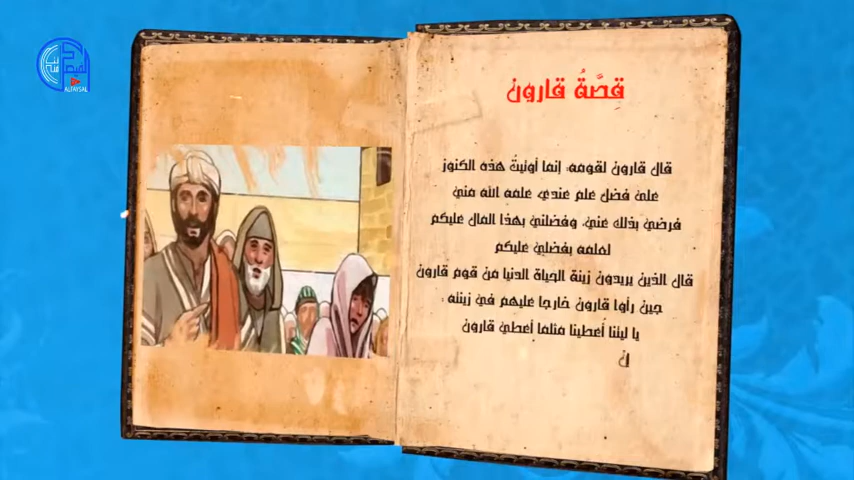 ALFAYSAL
قِصَّةُ قارون
قال قارون لقومه: إنما أوتيتُ هذه الكنوز
على فضل علم عندي، علمه الله مني
فرضي بذلك عني، وفضلني بهذا المال عليكم
لعلمه بفضلي عليكم
قال الذين يريدون زينة الحياة الدنيا من قوم قارون
حين رأوا قارون خارجا عليهم في زينته :
يا ليتنا أُعطينا مثلما أعطي قارون